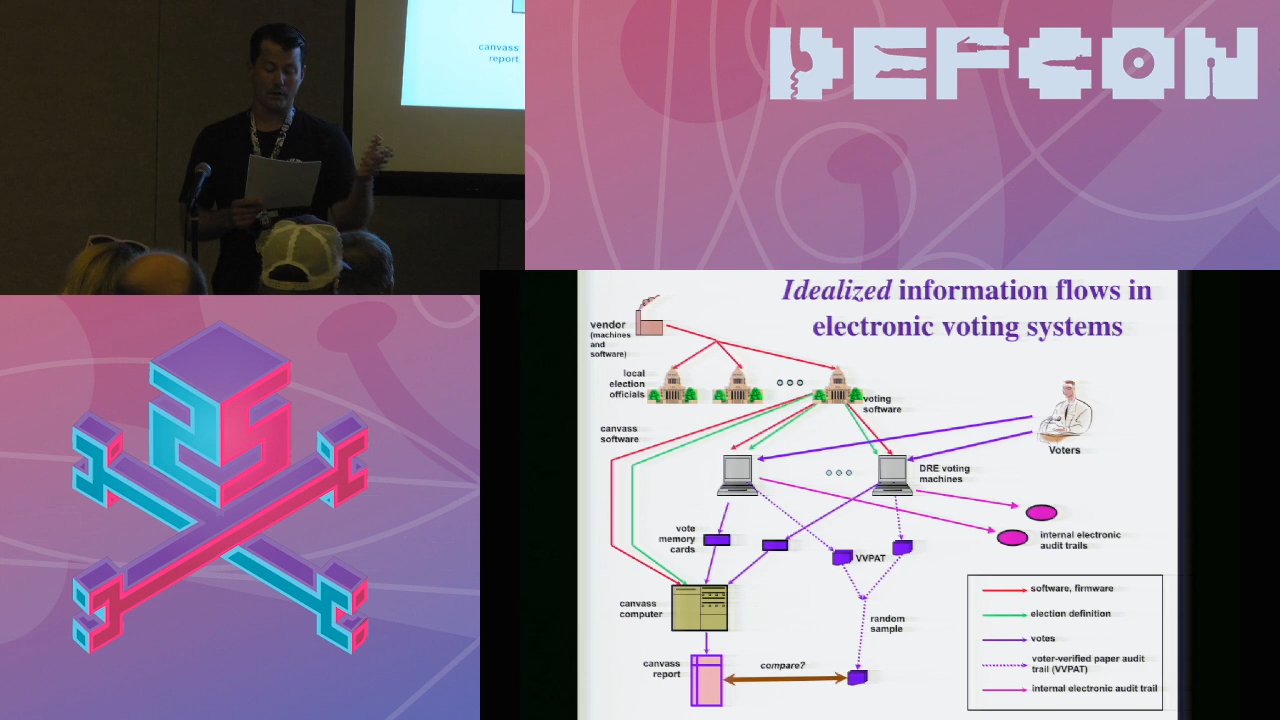 canvass
report
DEFCON
Idealized information flows in
electronic voting systems
vendor
(machines
and
software)
local
election
officials
voting
software
canvass
software
Voters
DRE voting
machines
vote
memory
cards
VVPAT
internal electronic
audit trails
canvass
computer
random
sample
canvass
report
compare?
software, firmware
election definition
votes
voter-verified paper audit
trail (VVPAT)
internal electronic audit trail